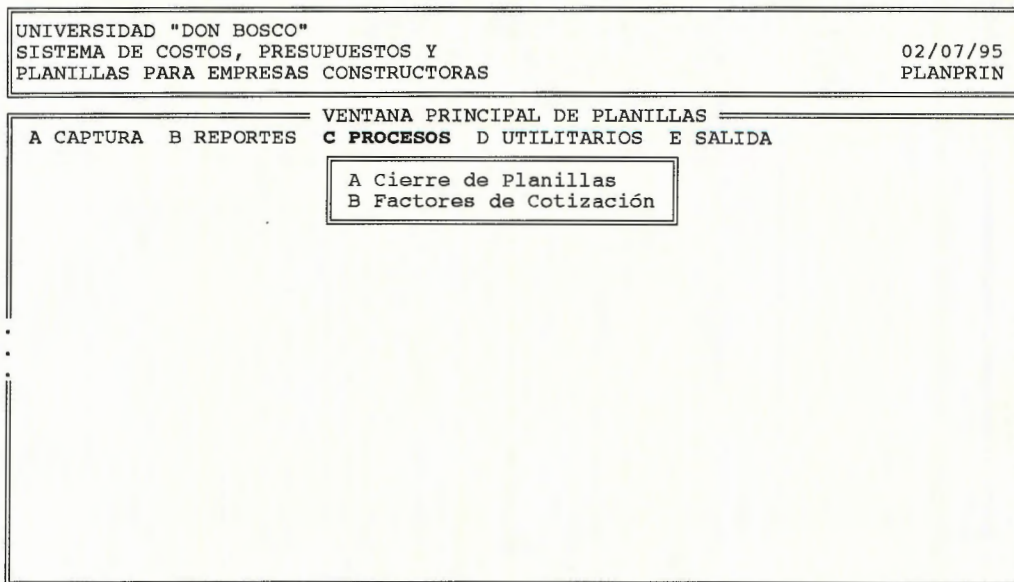 UNIVERSIDAD "DON BOSCO"
SISTEMA DE COSTOS, PRESUPUESTOS Y 02/07/95
PLANILLAS PARA EMPRESAS CONSTRUCTORAS PLANPRIN
VENTANA PRINCIPAL DE PLANILLAS
A CAPTURA B REPORTES C PROCESOS D UTILITARIOS E SALIDA
A Cierre de Planillas
B Factores de Cotización